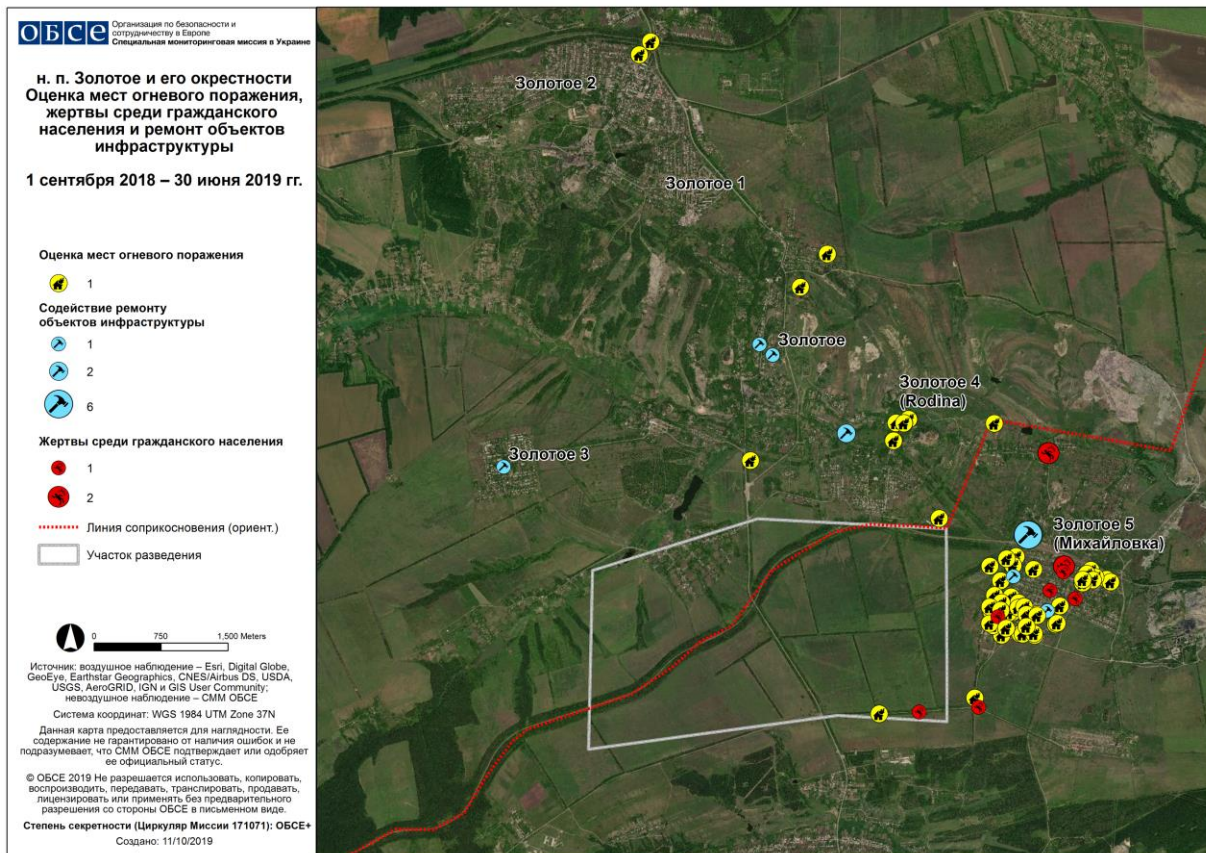 ОБСЕ
Организация по безопасности и
сотрудничеству в Европе
Специальная мониторинговая миссия в Украине
н. п. Золотое и его окрестности
Оценка мест огневого поражения,
жертвы среди гражданского
населения и ремонт объектов
инфраструктуры
1 сентября 2018 – 30 июня 2019 гг.
Оценка мест огневого поражения
1
Содействие ремонту
объектов инфраструктуры
1
2
6
Жертвы среди гражданского населения
1
2
Линия соприкосновения (ориент.)
Участок разведения
0 750 1,500 Meters
Источник: воздушное наблюдение – Esri, Digital Globe,
GeoEye, Earthstar Geographics, CNES/Airbus DS, USDA,
USGS, AeroGRID, IGN и GIS User Community;
невоздушное наблюдение – СММ ОБСЕ
Система координат: WGS 1984 UTM Zone 37N
Данная карта предоставляется для наглядности. Ее
содержание не гарантировано от наличия ошибок и не
подразумевает, что СММ ОБСЕ подтверждает или одобряет
ее официальный статус.
© ОБСЕ 2019 Не разрешается использовать, копировать,
воспроизводить, передавать, транслировать, продавать,
лицензировать или применять без предварительного
разрешения со стороны ОБСЕ в письменном виде.
Степень секретности (Циркуляр Миссии 171071): ОБСЕ+
Создано: 11/10/2019
Золотое 2
Золотое 1
Золотое
Золотое 4
(Rodina)
Золотое 3
Золотое 5
(Михайловка)